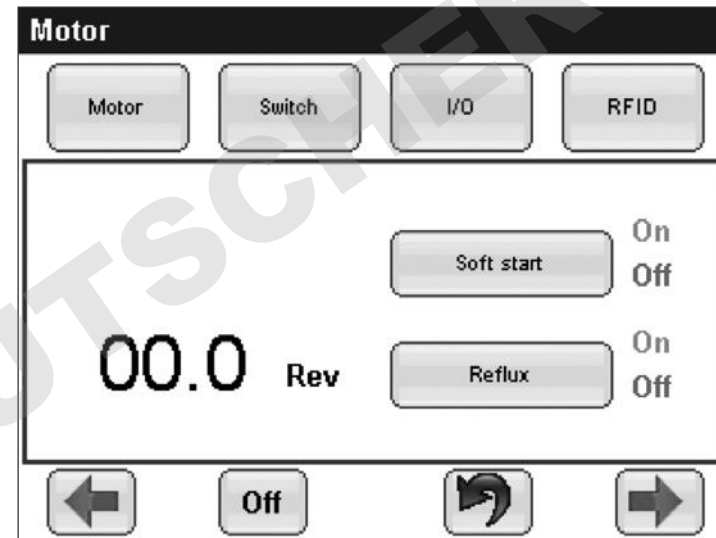 Motor
Motor Switch I/O RFID
On
Soft start
Off
00.0 Rev
On
Reflux
Off
Off